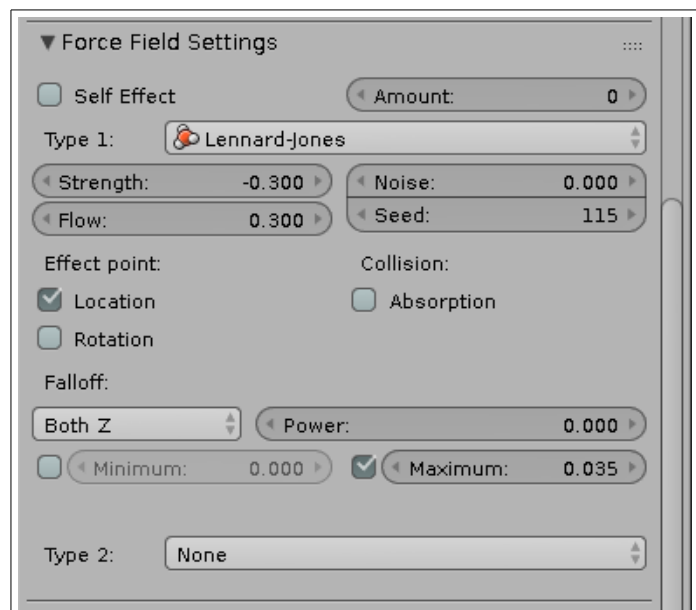 Force Field Settings
Self Effect
Amount: 0
Type 1: Lennard-Jones
Strength: -0.300
Noise: 0.000
Flow: 0.300
Seed: 115
Effect point:
Collision:
Location
Absorption
Rotation
Falloff:
Both Z
Power: 0.000
Minimum: 0.000
Maximum: 0.035
Type 2: None